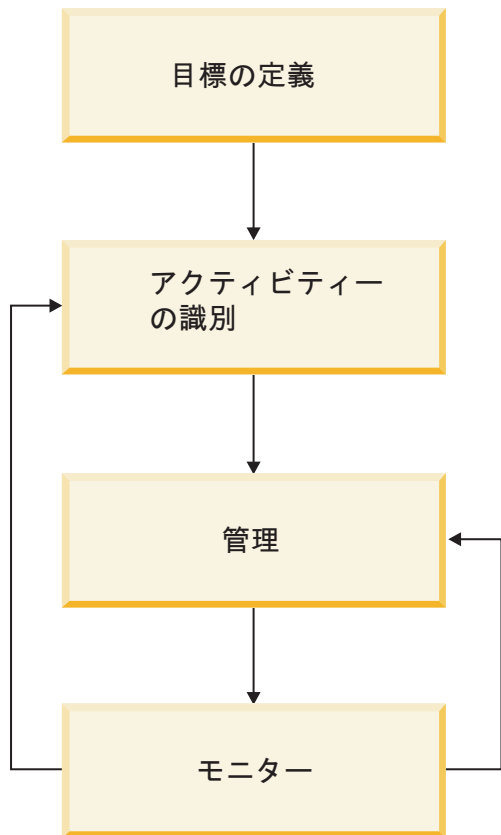 目標の定義
アクティビティー
の識別
管理
モニター